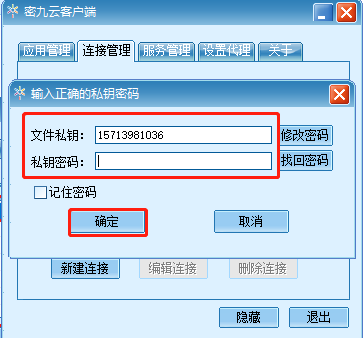 密九云客户端
应用管理 连接管理 服务管理 设置代理 关于
输入正确的私钥密码
文件私钥： 15713981036 修改密码
私钥密码： 找回密码
记住密码
确定 取消
新建连接 编辑连接 删除连接
隐藏 退出